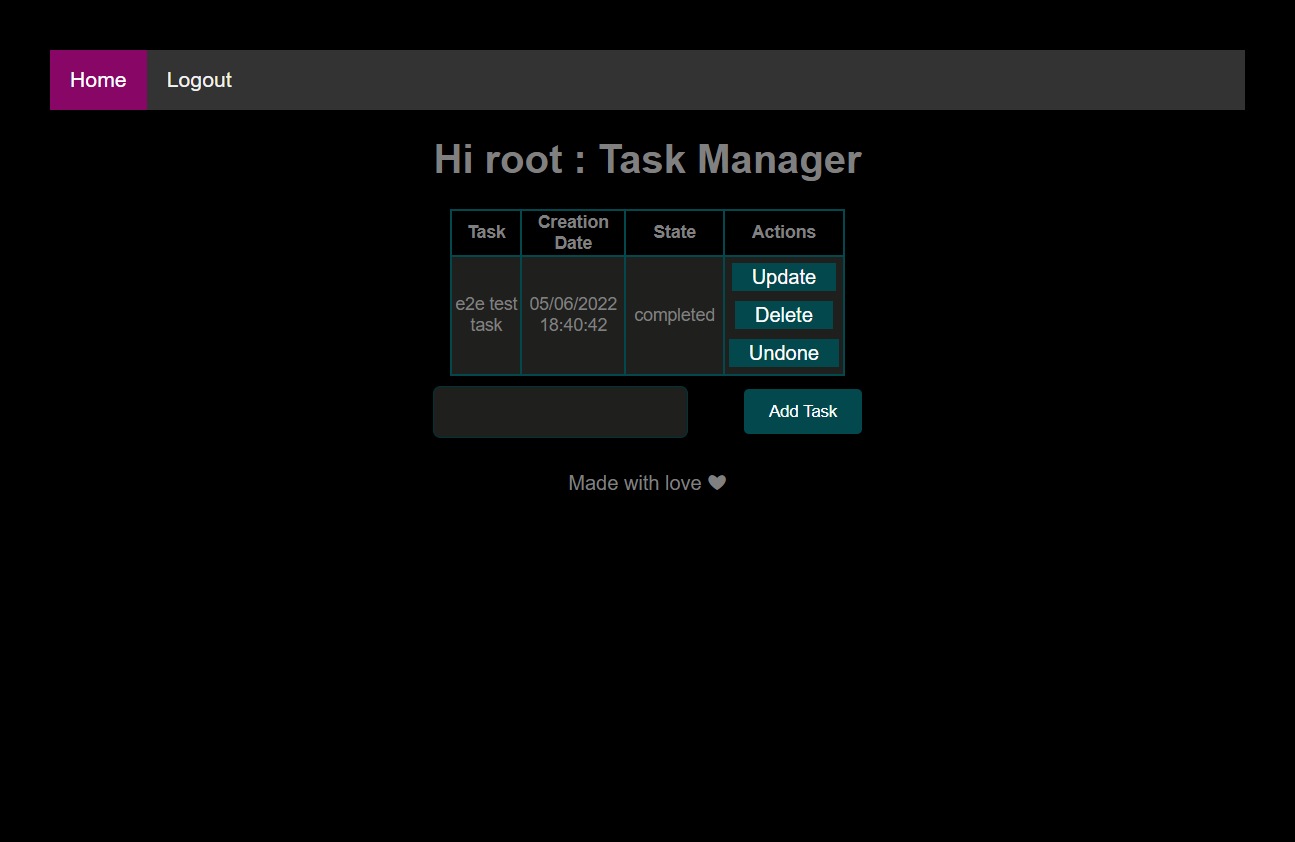 Home Logout
Hi root : Task Manager
Task Creation Date State Actions
e2e test task 05/06/2022 18:40:42 completed Update
Delete
Undone
Add Task
Made with love ♥